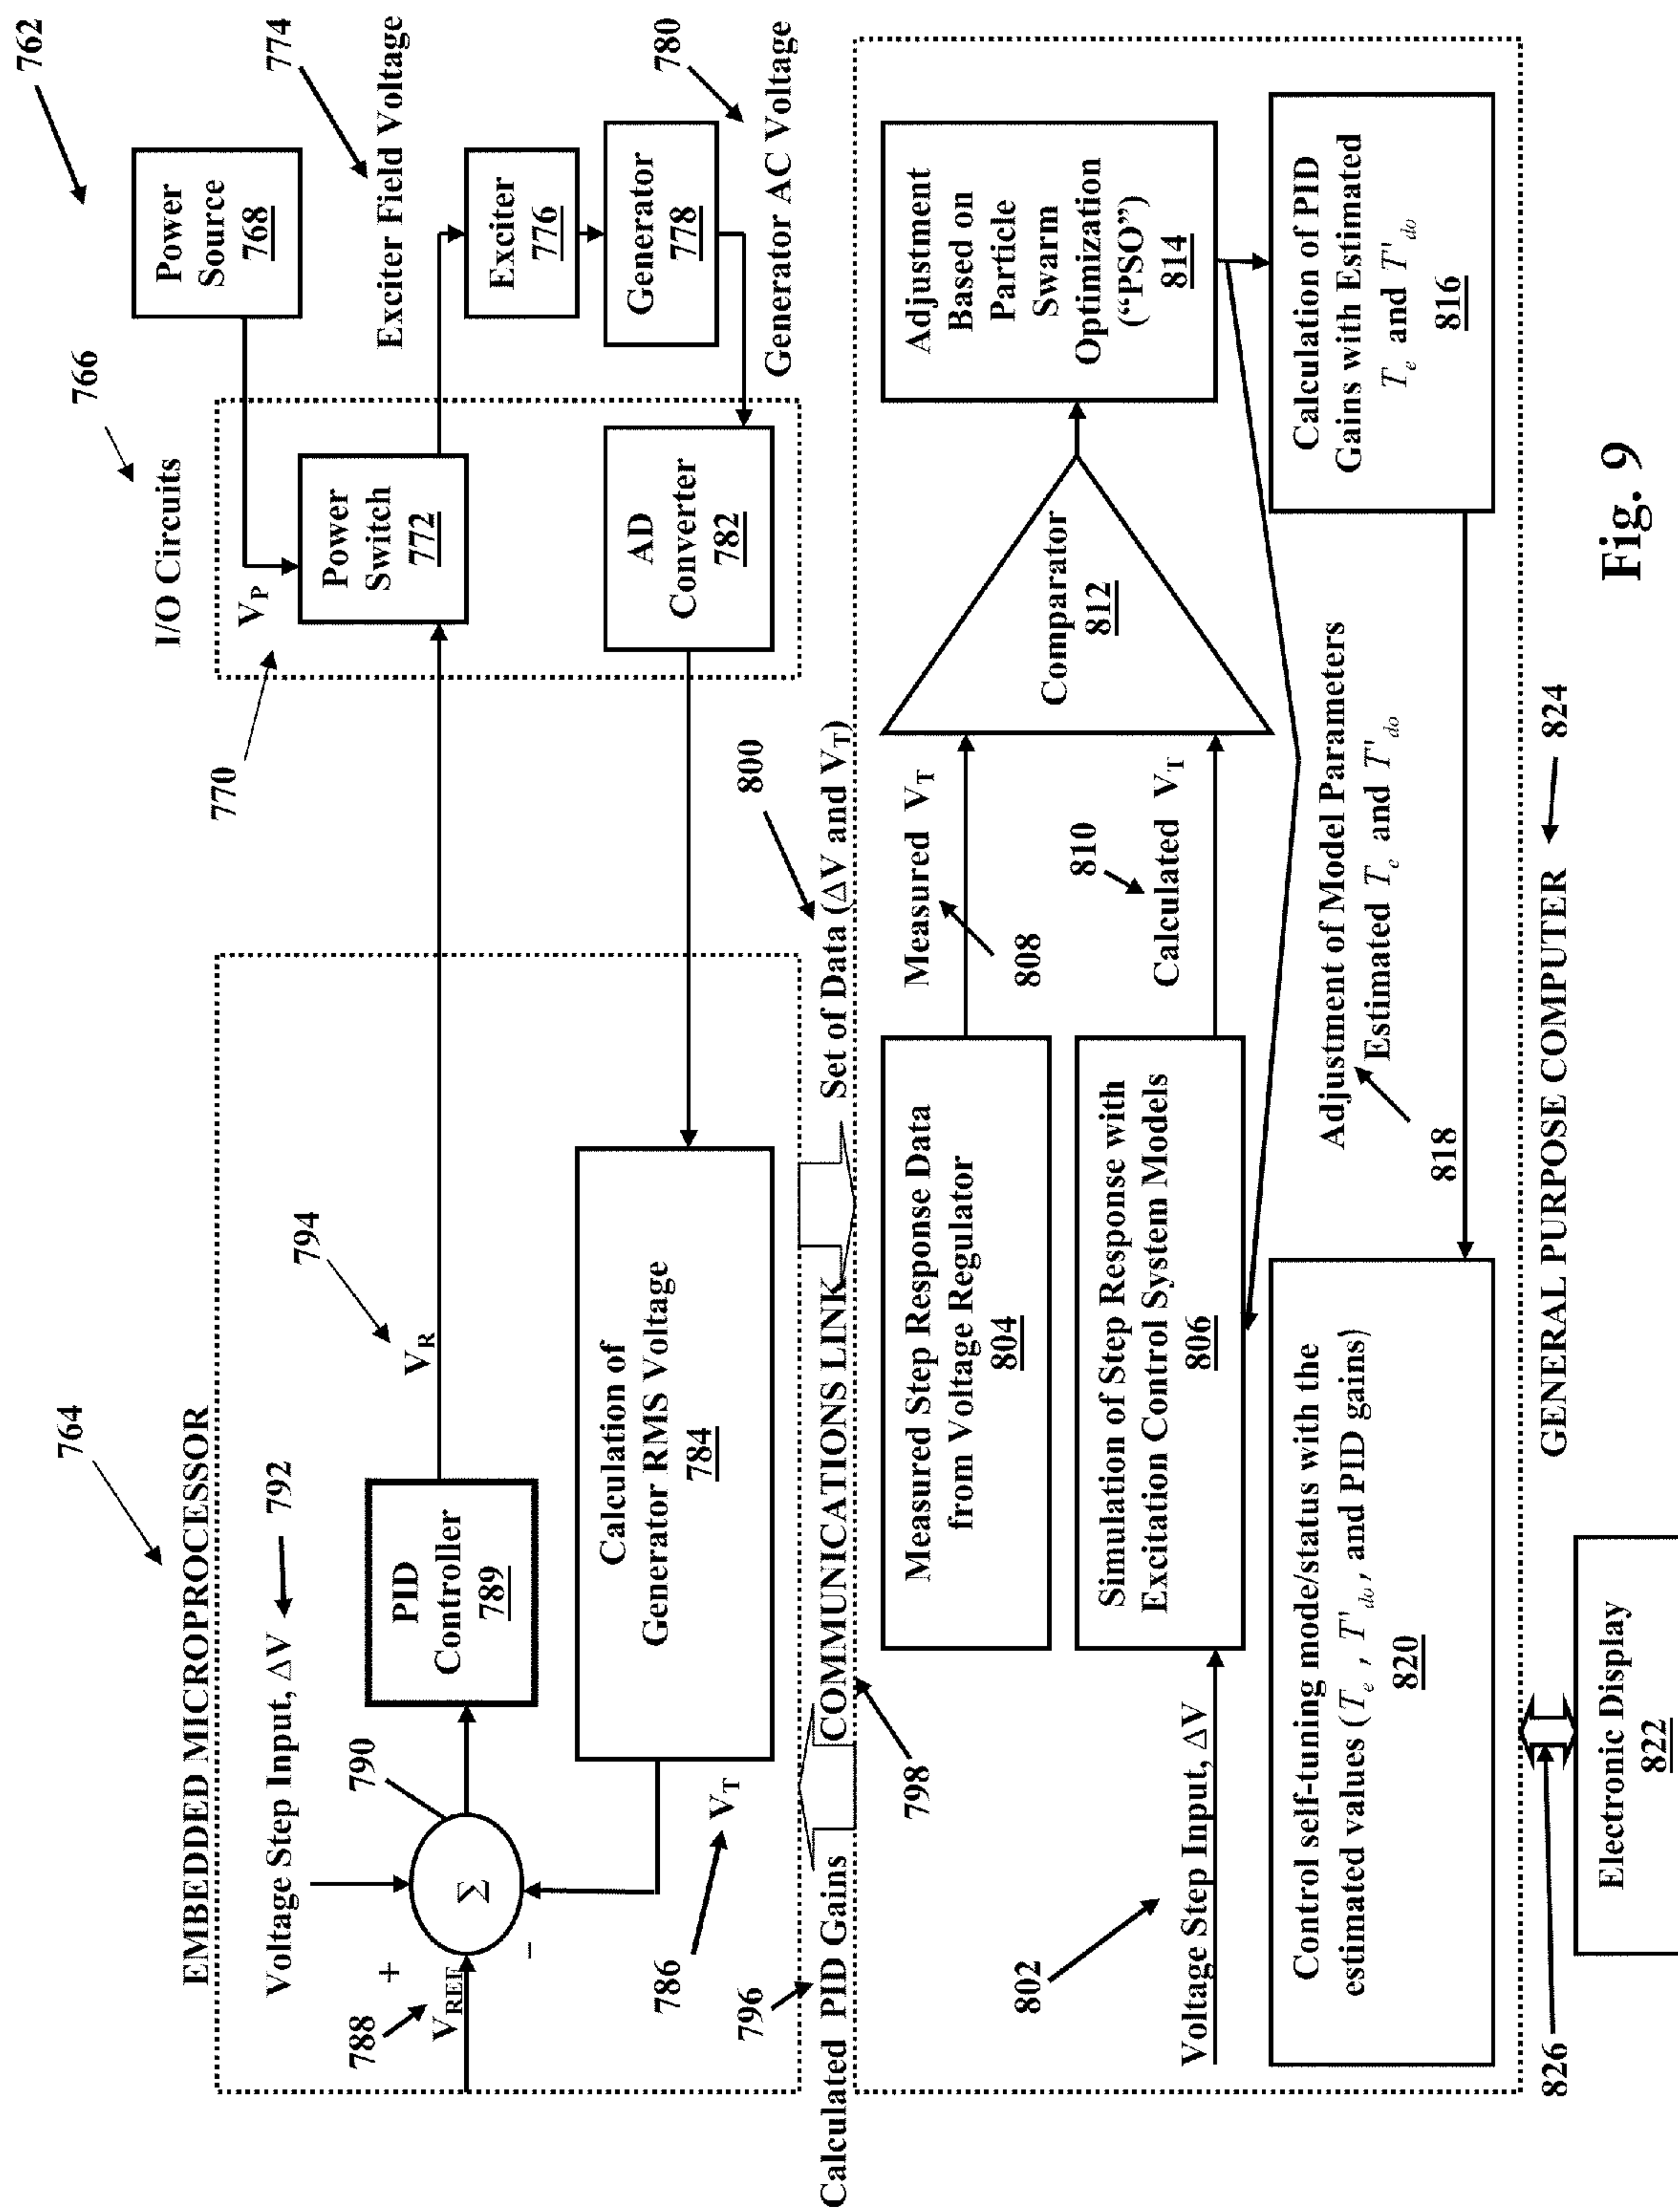 762
764
766
EMBEDDED MICROPROCESSOR
I/O Circuits
Power
Source
768
770
V_P
774
Exciter Field Voltage
Voltage Step Input, ΔV
792
794
788
V_REF
+
−
Σ
790
PID
Controller
789
V_R
Power
Switch
772
Exciter
776
Generator
778
780
Generator AC Voltage
786
V_T
Calculation of
Generator RMS Voltage
784
AD
Converter
782
796
Calculated PID Gains
COMMUNICATIONS LINK
798
Set of Data (ΔV and V_T)
800
802
Voltage Step Input, ΔV
Measured Step Response Data
from Voltage Regulator
804
Simulation of Step Response with
Excitation Control System Models
806
Measured V_T
808
810
Calculated V_T
Comparator
812
Adjustment
Based on
Particle
Swarm
Optimization
(“PSO”)
814
Adjustment of Model Parameters
Estimated T_e and T'_do
818
Control self-tuning mode/status with the
estimated values (T_e, T'_do, and PID gains)
820
Calculation of PID
Gains with Estimated
T_e and T'_do
816
826
GENERAL PURPOSE COMPUTER
824
Electronic Display
822
Fig. 9